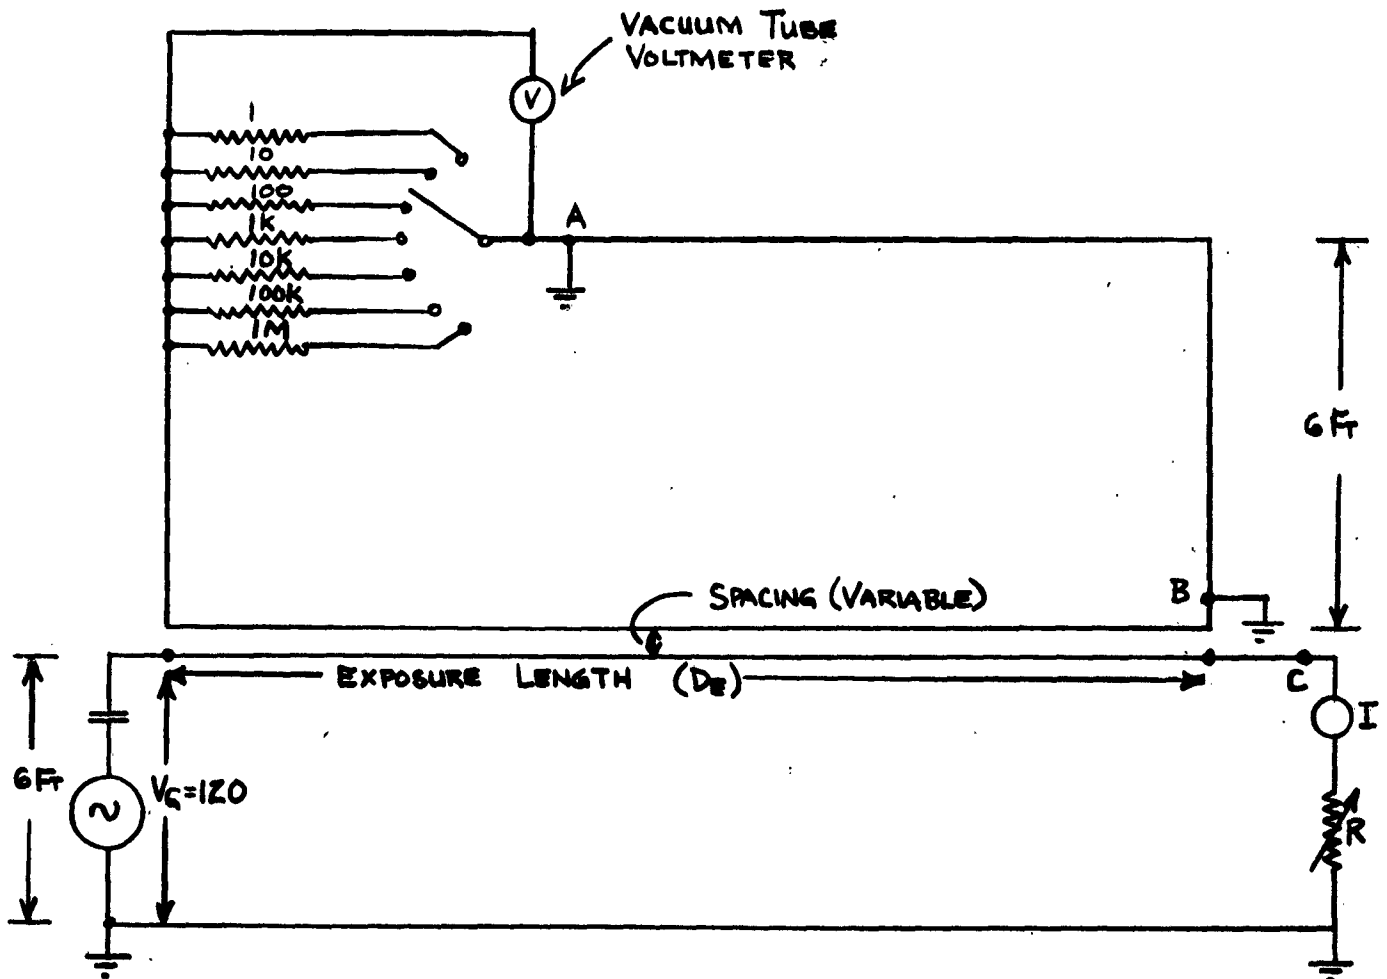 VACUUM TUBE
VOLTMETER
V
1
10
100
1K
10K
100K
1M
A
6 FT
B
SPACING (VARIABLE)
EXPOSURE LENGTH (DE)
C
I
6 FT
VG=120
R